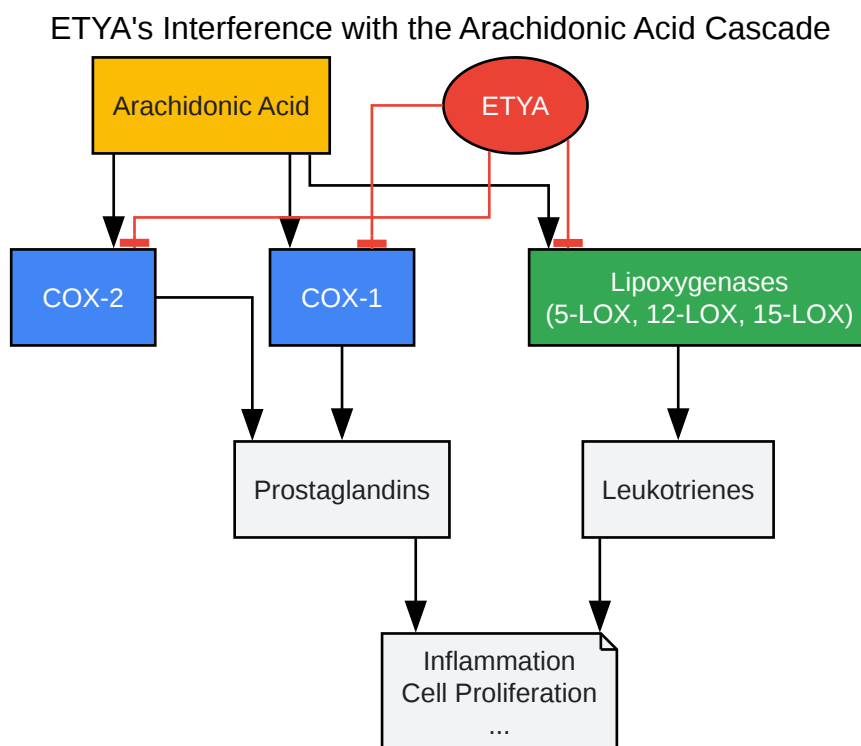 ETYA's Interference with the Arachidonic Acid Cascade
Arachidonic Acid
ETYA
COX-2
COX-1
Lipoxygenases
(5-LOX, 12-LOX, 15-LOX)
Prostaglandins
Leukotrienes
Inflammation
Cell Proliferation
...